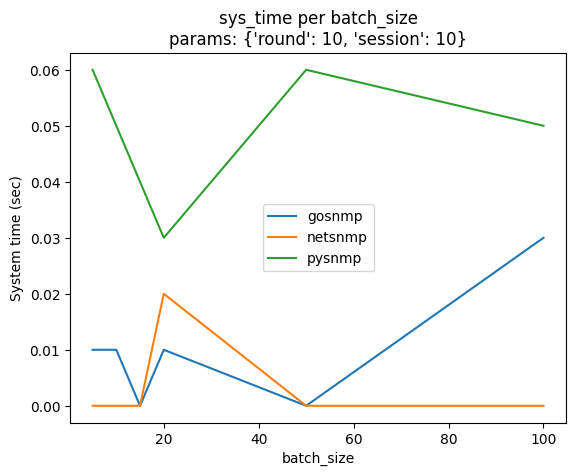 sys_time per batch_size
params: {'round': 10, 'session': 10}
System time (sec)
0.06
0.05
0.04
0.03
0.02
0.01
0.00
gosnmp
netsnmp
pysnmp
20
40
60
80
100
batch_size